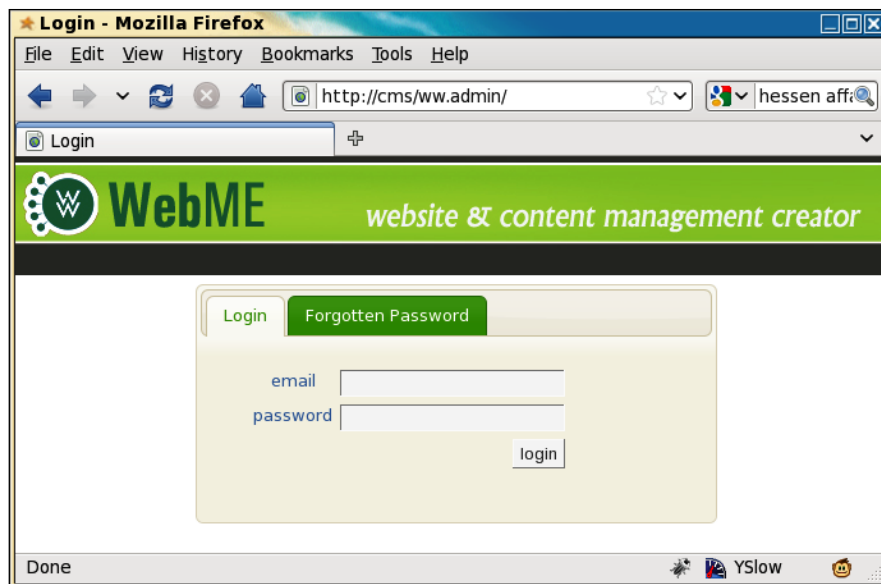 Login - Mozilla Firefox
File Edit View History Bookmarks Tools Help
http://cms/ww.admin/ hessen affa
Login
W WebME website & content management creator
Login Forgotten Password
email
password
login
Done YSlow